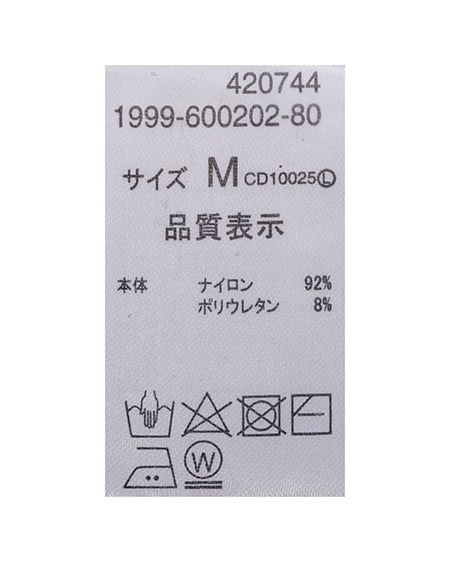 420744
1999-600202-80
サイズ M CD10025Ⓛ
品質表示
本体 ナイロン 92%
ポリウレタン 8%
W